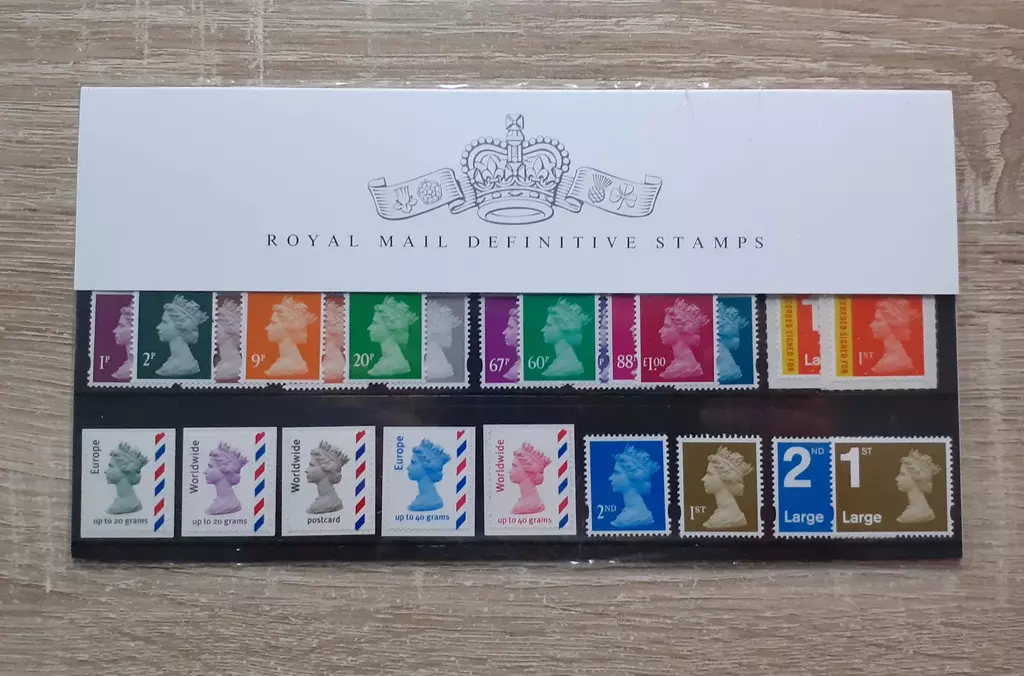 ROYAL MAIL DEFINITIVE STAMPS
1P
2P
9P
20P
67P
60P
88P
£1.00
La
1ST
Europe
up to 20 grams
Worldwide
up to 20 grams
Worldwide
postcard
Europe
up to 40 grams
Worldwide
up to 40 grams
2ND
1ST
2ND
Large
1ST
Large